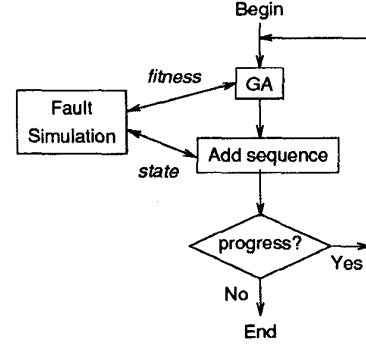 Begin
fitness
GA
Fault
Simulation
Add sequence
state
progress?
Yes
No
End